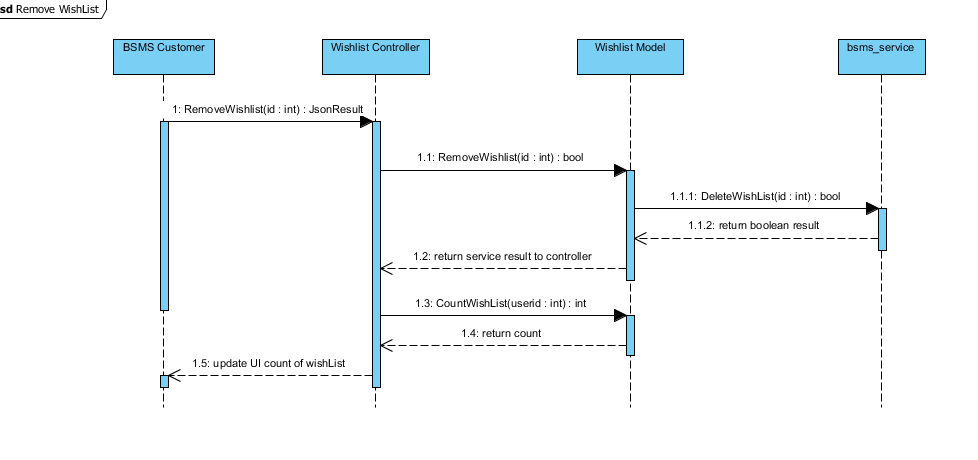 sd Remove WishList
BSMS Customer
Wishlist Controller
Wishlist Model
bsms_service
1: RemoveWishlist(id : int) : JsonResult
1.1: RemoveWishlist(id : int) : bool
1.1.1: DeleteWishList(id : int) : bool
1.1.2: return boolean result
1.2: return service result to controller
1.3: CountWishList(userid : int) : int
1.4: return count
1.5: update UI count of wishList